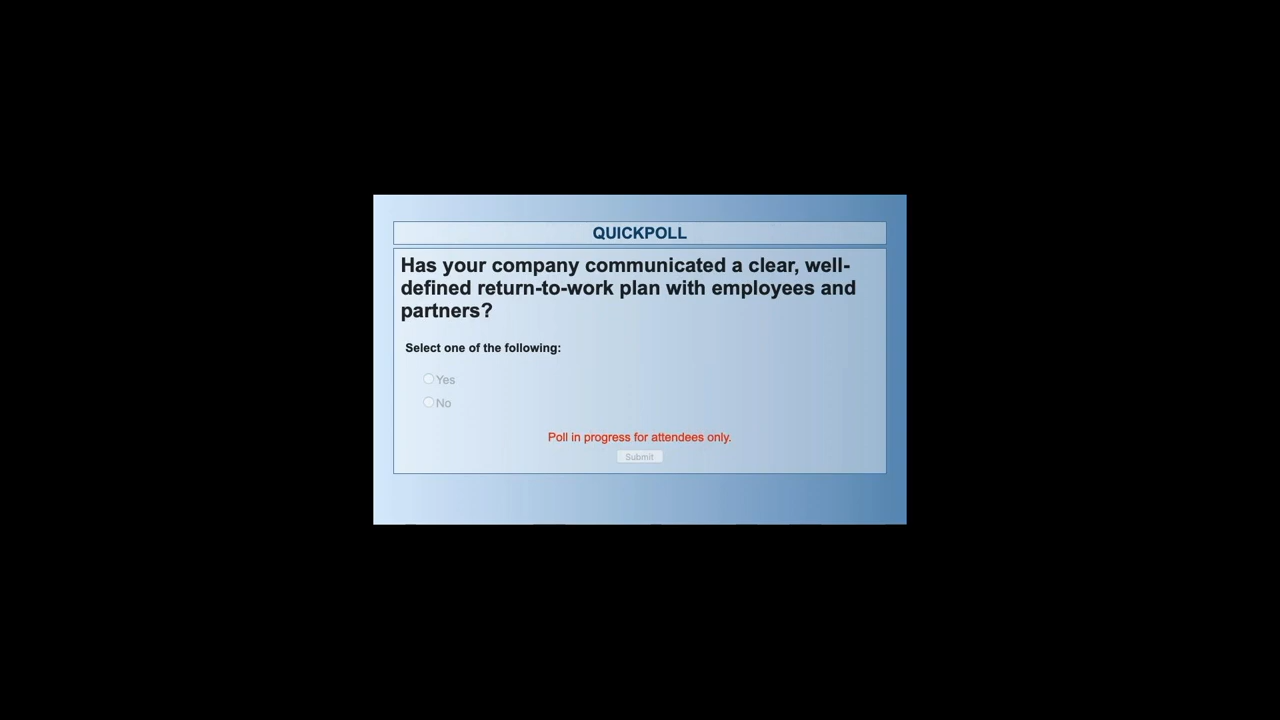 QUICKPOLL
Has your company communicated a clear, well-
defined return-to-work plan with employees and
partners?
Select one of the following:
Yes
No
Poll in progress for attendees only.
Submit